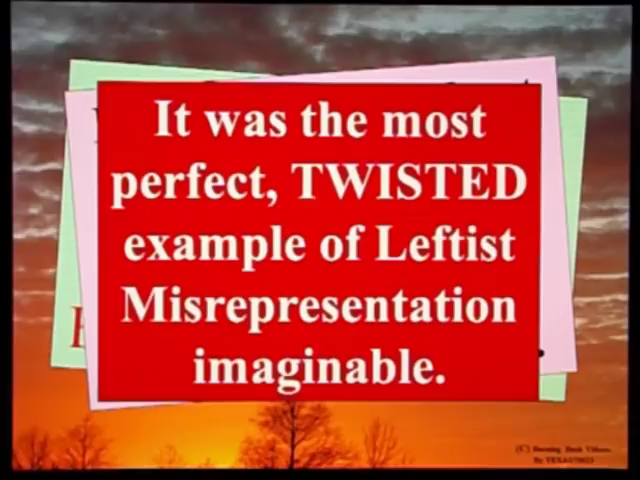 It was the most
perfect, TWISTED
example of Leftist
Misrepresentation
imaginable.